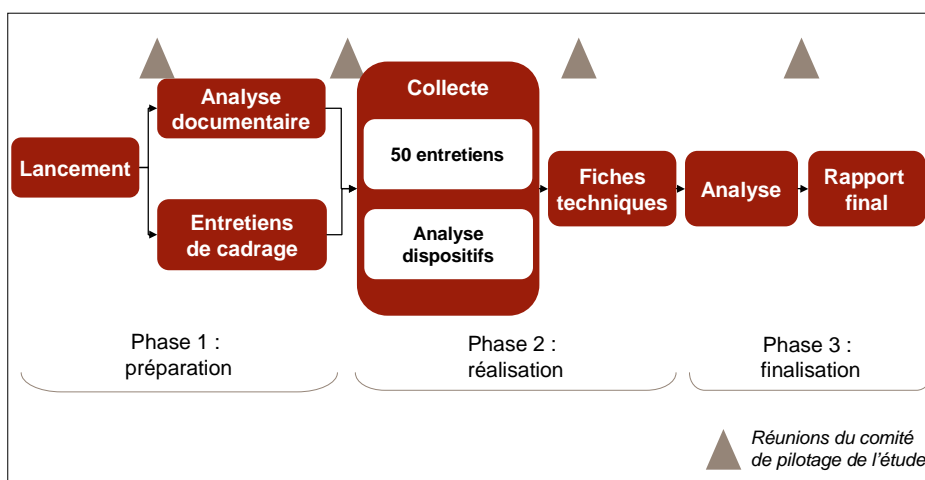 Lancement
Analyse
documentaire
Entretiens
de cadrage
Collecte
50 entretiens
Analyse
dispositifs
Fiches
techniques
Analyse
Rapport
final
Phase 1 :
préparation
Phase 2 :
réalisation
Phase 3 :
finalisation
Réunions du comité
de pilotage de l'étude